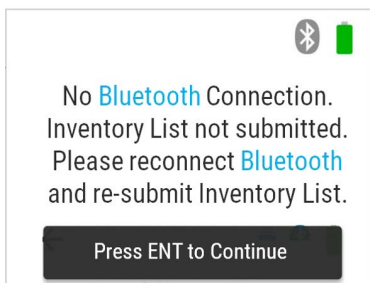 No Bluetooth Connection.
Inventory List not submitted.
Please reconnect Bluetooth
and re-submit Inventory List.
Press ENT to Continue